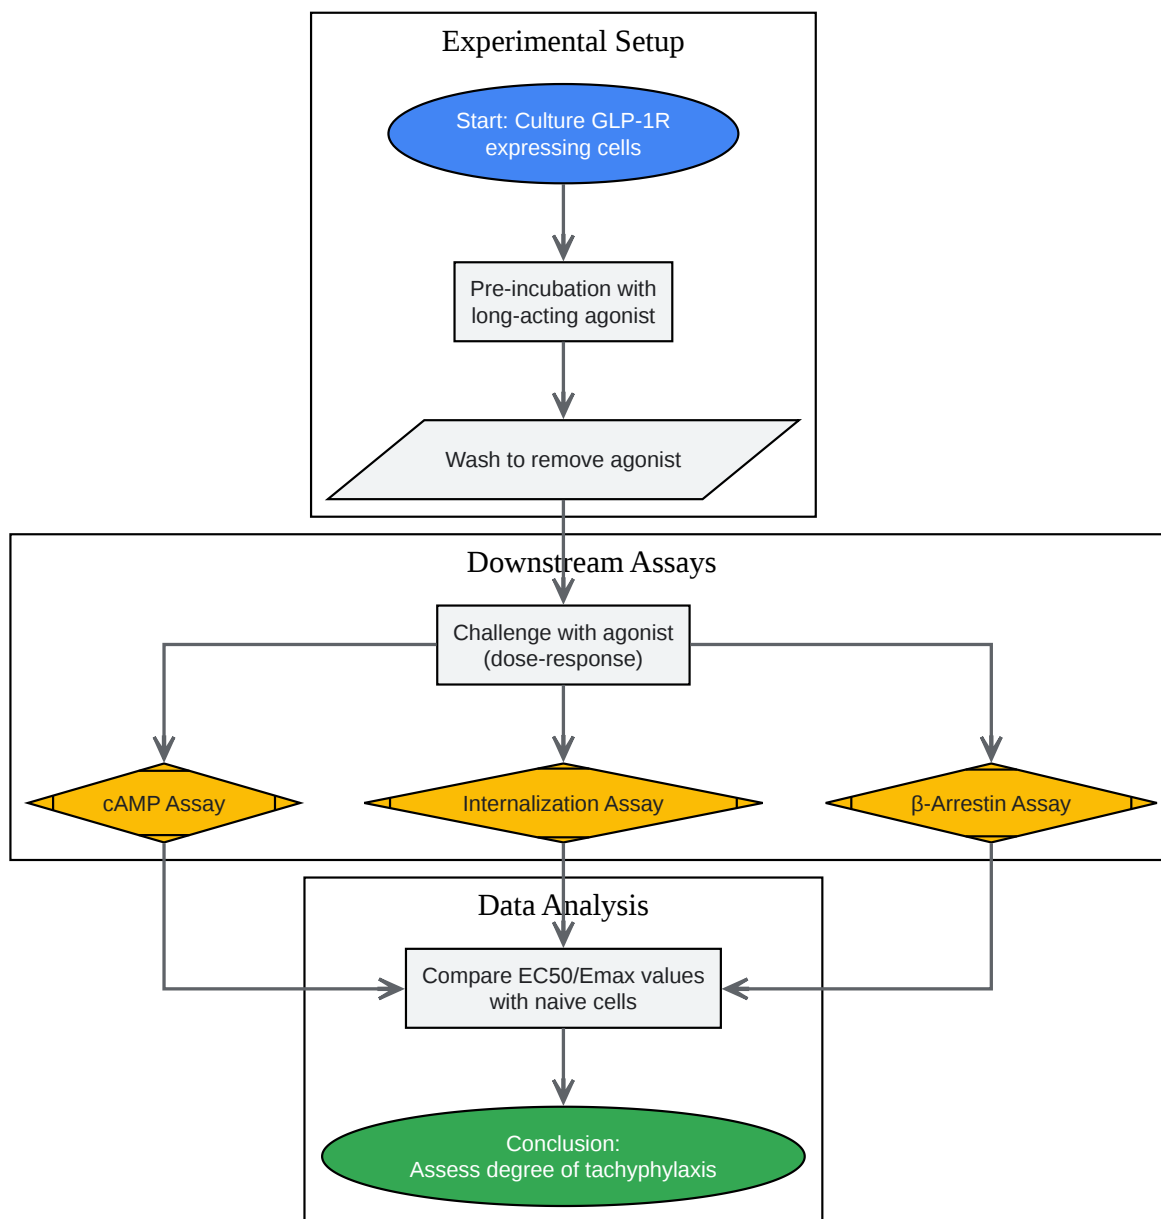 Experimental Setup
Start: Culture GLP-1R
expressing cells
Pre-incubation with
long-acting agonist
Wash to remove agonist
Downstream Assays
Challenge with agonist
(dose-response)
cAMP Assay
Internalization Assay
β-Arrestin Assay
Data Analysis
Compare EC50/Emax values
with naive cells
Conclusion:
Assess degree of tachyphylaxis